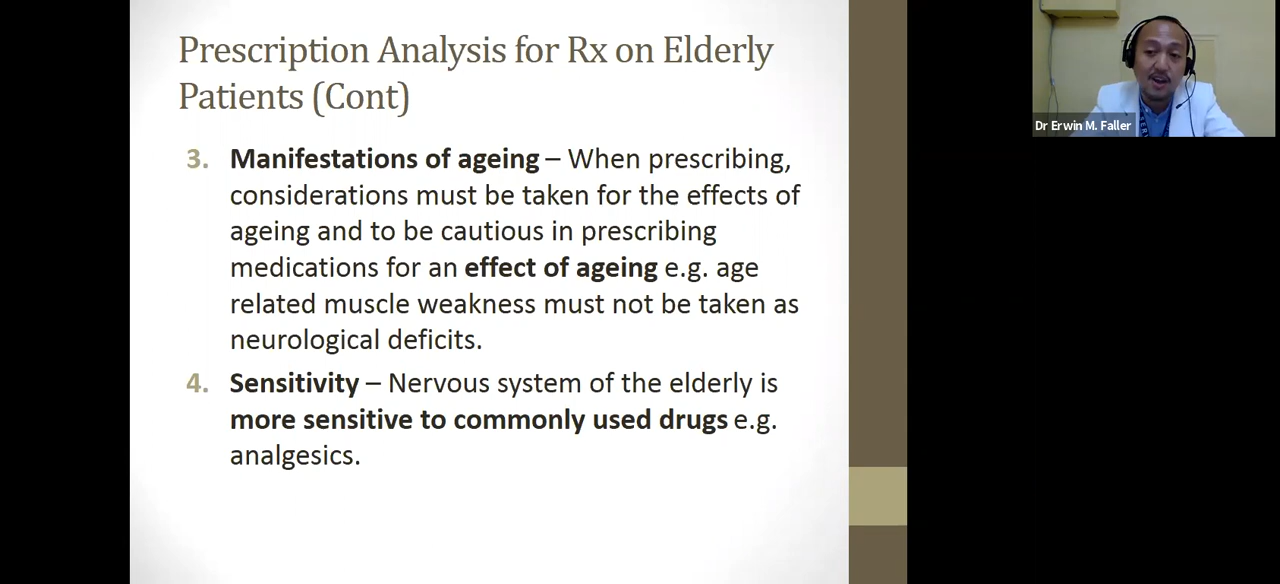 Prescription Analysis for Rx on Elderly
Patients (Cont)
3. Manifestations of ageing – When prescribing,
considerations must be taken for the effects of
ageing and to be cautious in prescribing
medications for an effect of ageing e.g. age
related muscle weakness must not be taken as
neurological deficits.
4. Sensitivity – Nervous system of the elderly is
more sensitive to commonly used drugs e.g.
analgesics.
Dr Erwin M. Faller